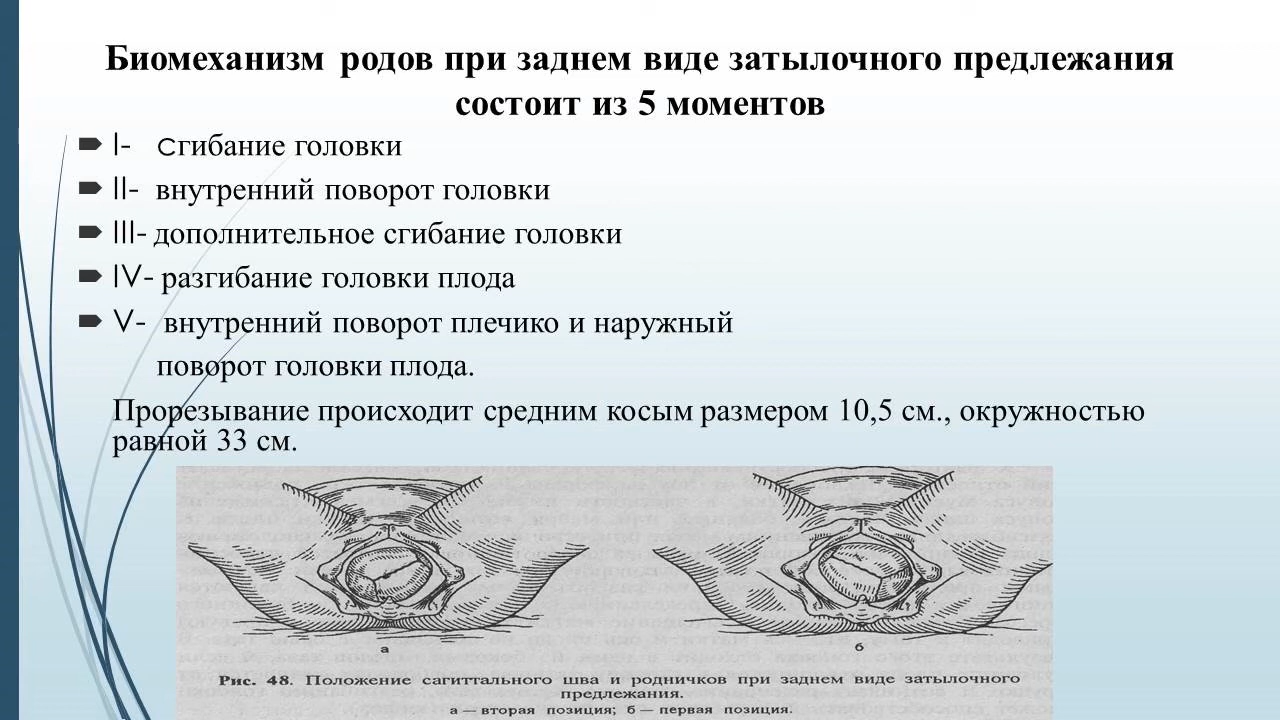 Биомеханизм родов при заднем виде затылочного предлежания
состоит из 5 моментов
I- Сгибание головки
II- внутренний поворот головки
III- дополнительное сгибание головки
IV- разгибание головки плода
V- внутренний поворот плечико и наружный
поворот головки плода.
Прорезывание происходит средним косым размером 10,5 см., окружностью
равной 33 см.
а
б
Рис. 48. Положение сагиттального шва и родничков при заднем виде затылочного
предлежания.
а — вторая позиция; б — первая позиция.